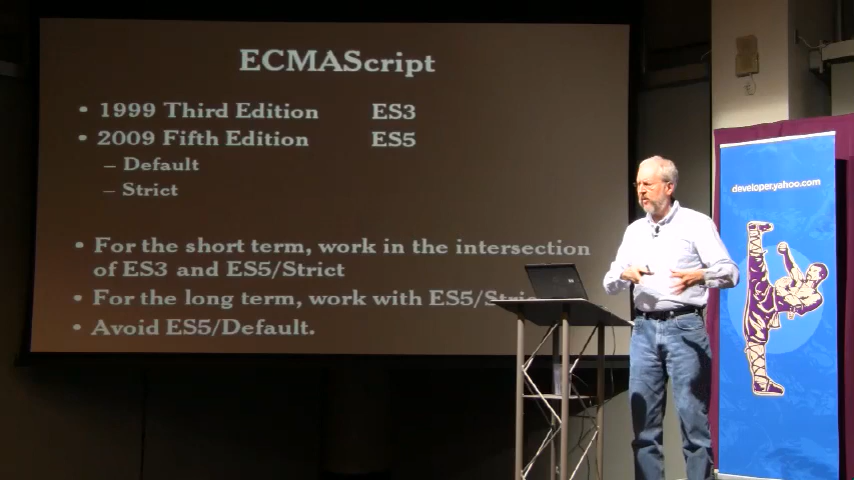 ECMAScript
• 1999 Third Edition ES3
• 2009 Fifth Edition ES5
– Default
– Strict
• For the short term, work in the intersection
of ES3 and ES5/Strict
• For the long term, work with ES5/Stric
• Avoid ES5/Default.
developer.yahoo.com